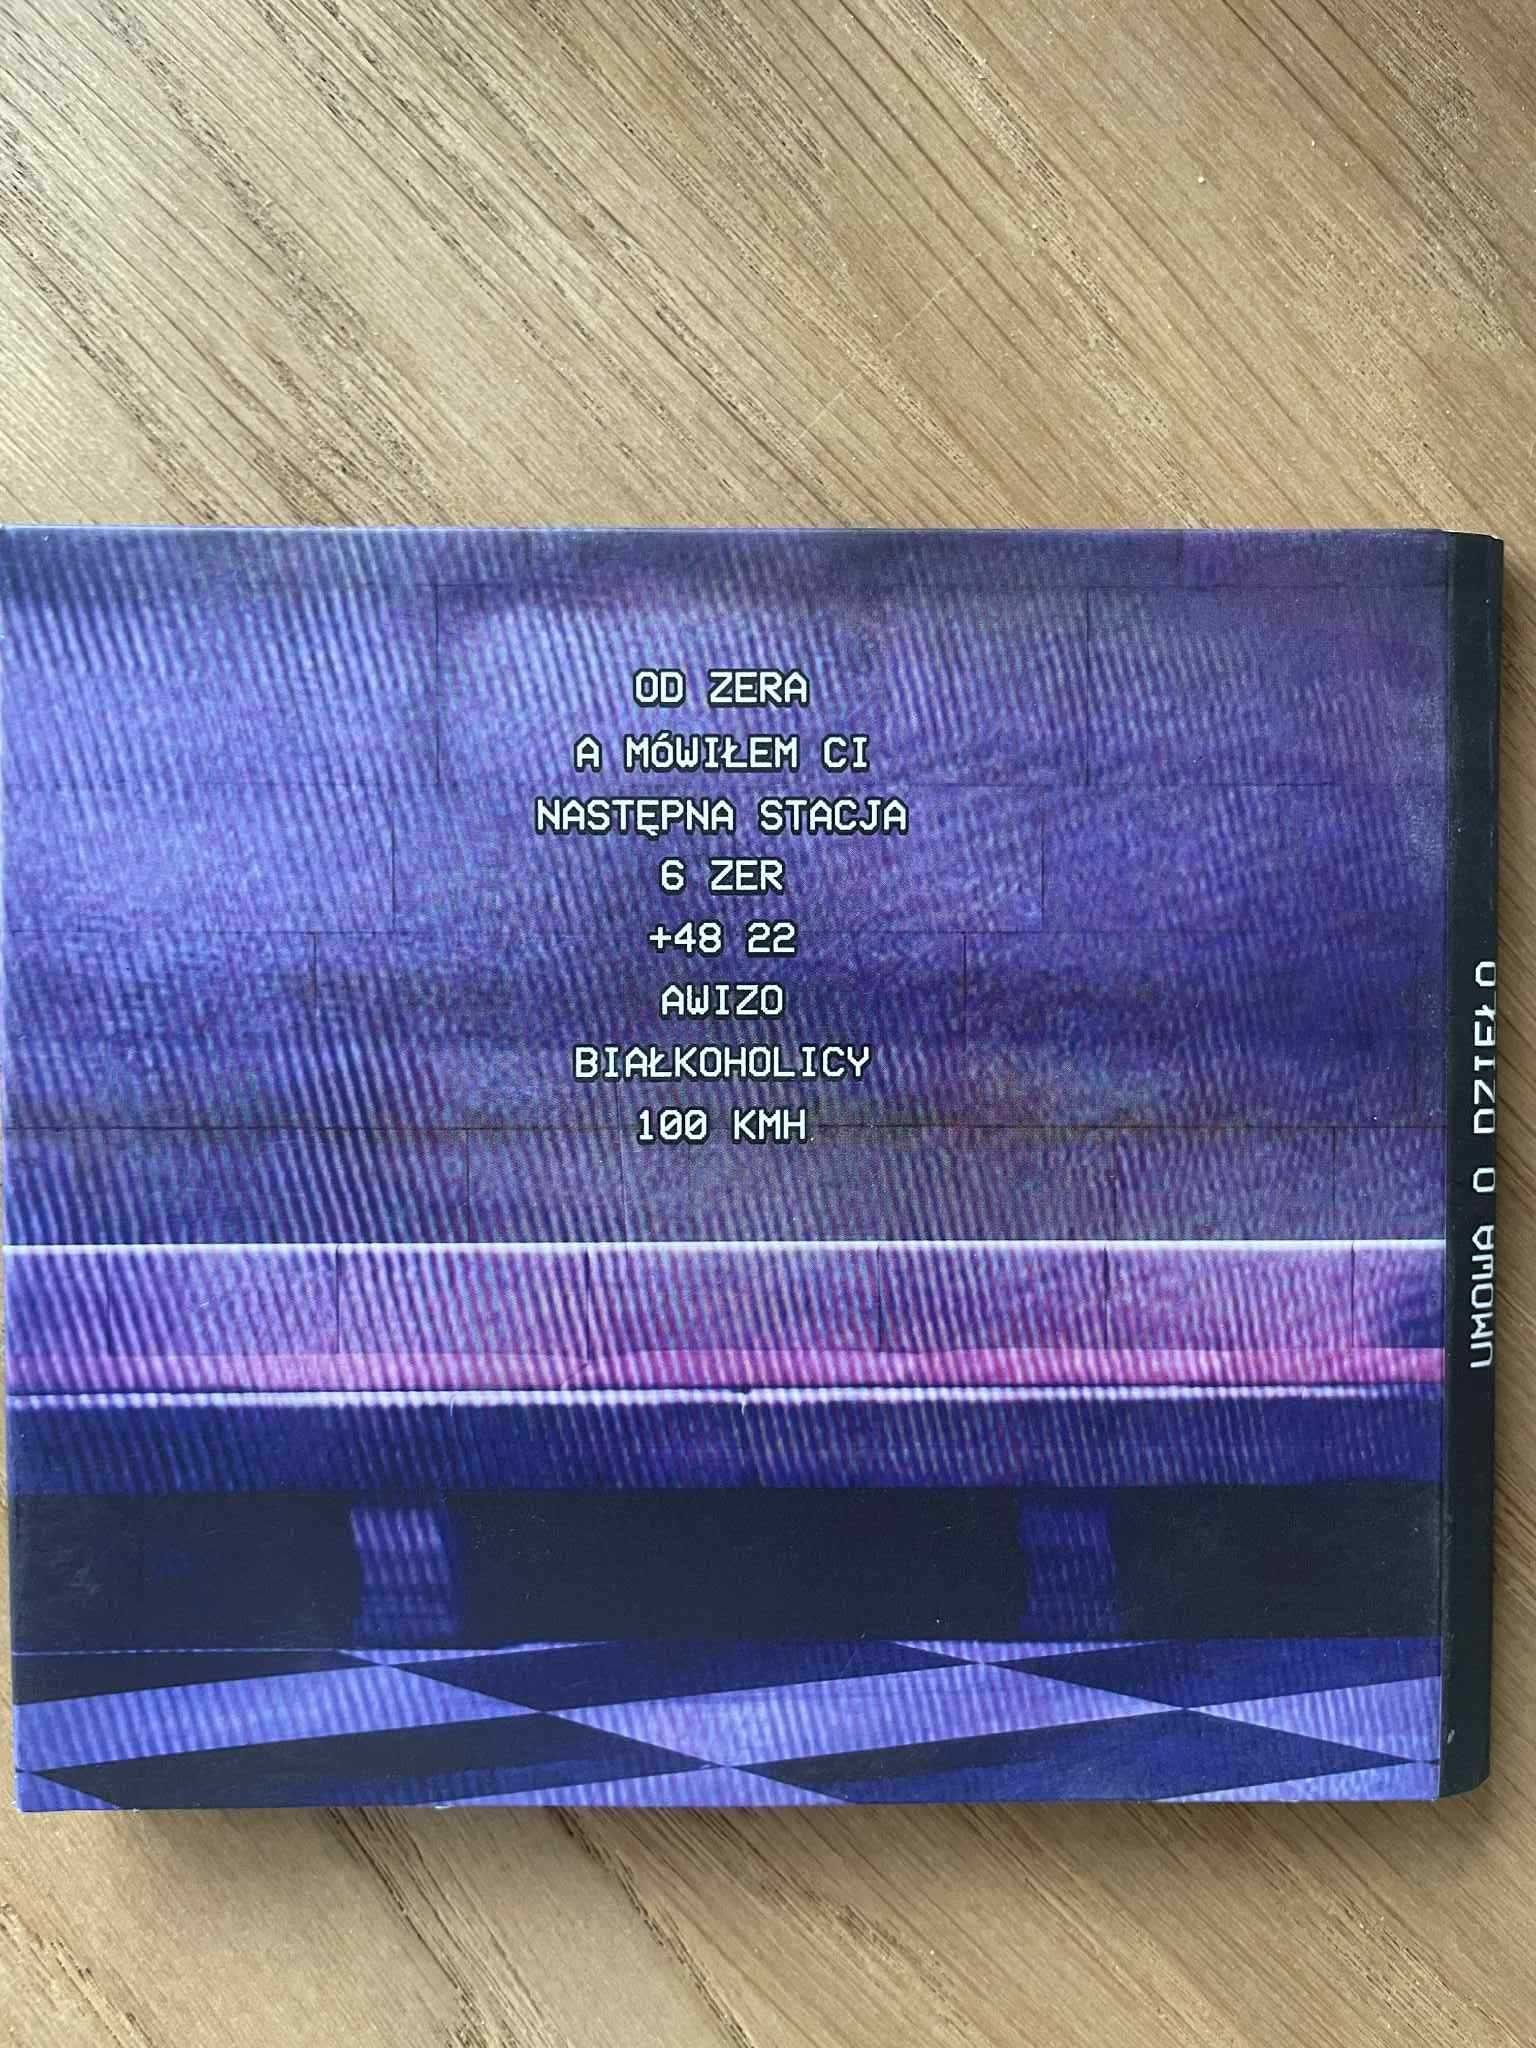 OD ZERA
A MÓWIŁEM CI
NASTĘPNA STACJA
6 ZER
+48 22
AWIZO
BIAŁKOHOLICY
100 KMH
UMOWA O DZIEŁO